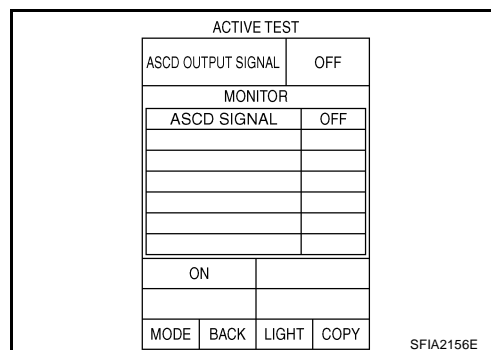 ACTIVE TEST
ASCD OUTPUT SIGNAL OFF
MONITOR
ASCD SIGNAL OFF
ON
MODE BACK LIGHT COPY
SFIA2156E